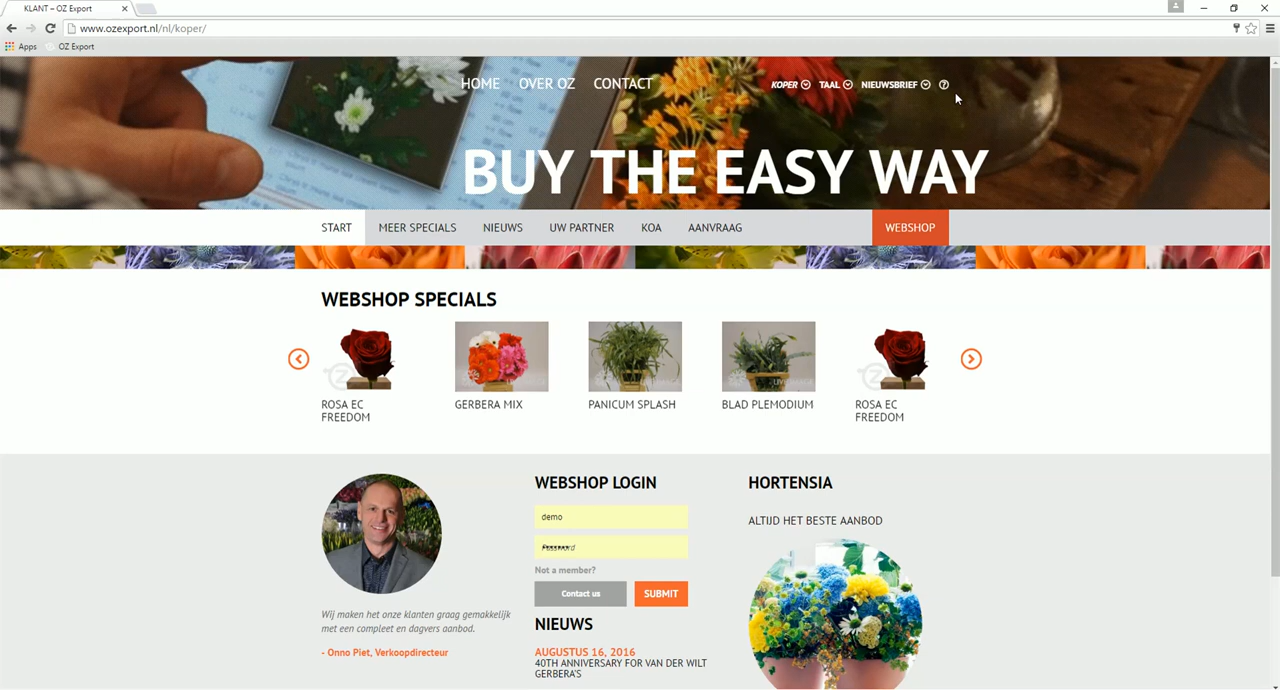 KLANT – OZ Export
www.ozexport.nl/nl/koper/
Apps OZ Export
HOME OVER OZ CONTACT KOPER TAAL NIEUWSBRIEF ?
BUY THE EASY WAY
START MEER SPECIALS NIEUWS UW PARTNER KOA AANVRAAG WEBSHOP
WEBSHOP SPECIALS
ROSA EC
FREEDOM
GERBERA MIX
PANICUM SPLASH
BLAD PLEMODIUM
ROSA EC
FREEDOM
Wij maken het onze klanten graag gemakkelijk
met een compleet en dagvers aanbod.
- Onno Piet, Verkoopdirecteur
WEBSHOP LOGIN
demo
Password
Not a member?
Contact us SUBMIT
NIEUWS
AUGUSTUS 16, 2016
40TH ANNIVERSARY FOR VAN DER WILT
GERBERA'S
HORTENSIA
ALTIJD HET BESTE AANBOD